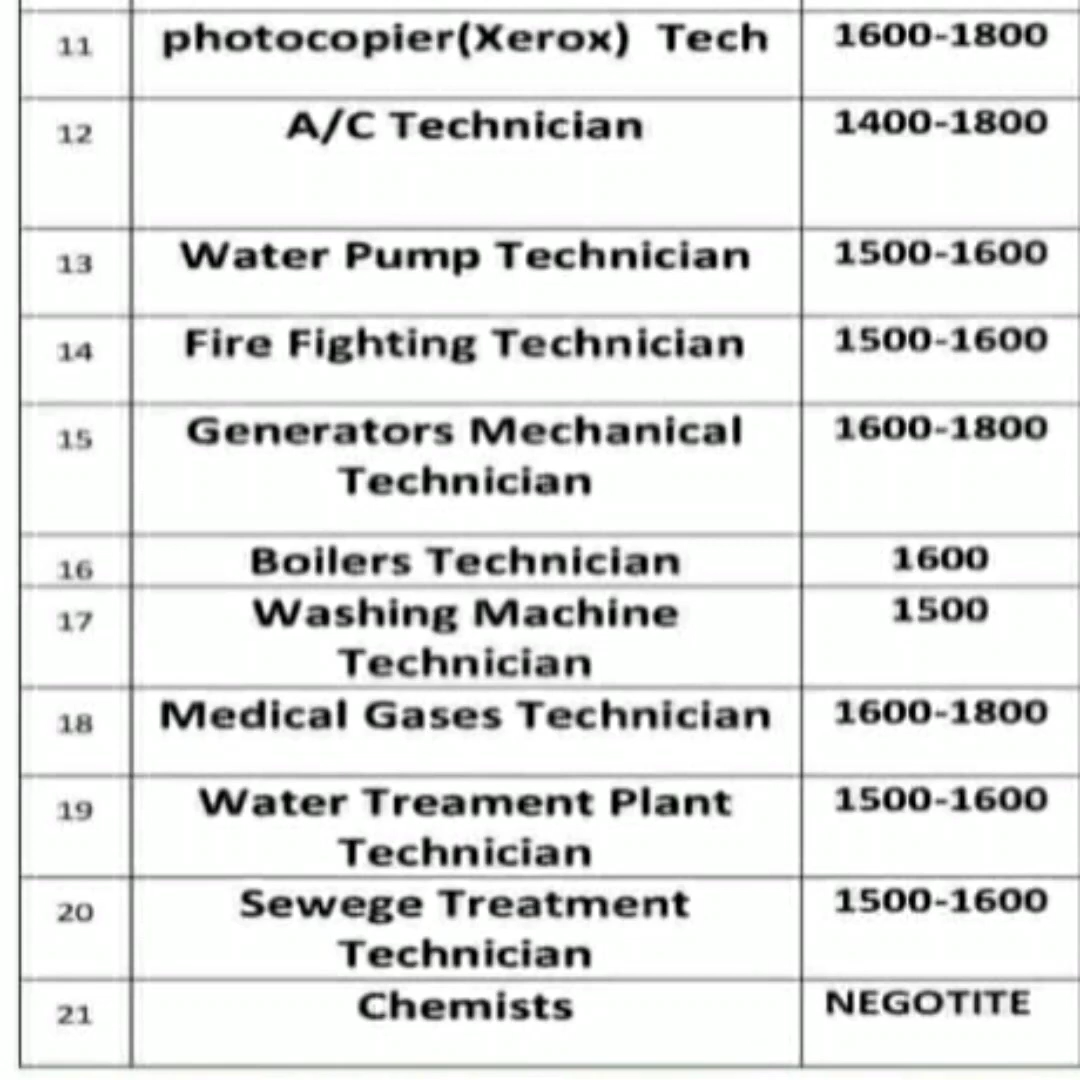 11 photocopier(Xerox) Tech 1600-1800
12 A/C Technician 1400-1800
13 Water Pump Technician 1500-1600
14 Fire Fighting Technician 1500-1600
15 Generators Mechanical 1600-1800
Technician
16 Boilers Technician 1600
17 Washing Machine 1500
Technician
18 Medical Gases Technician 1600-1800
19 Water Treament Plant 1500-1600
Technician
20 Sewege Treatment 1500-1600
Technician
21 Chemists NEGOTITE